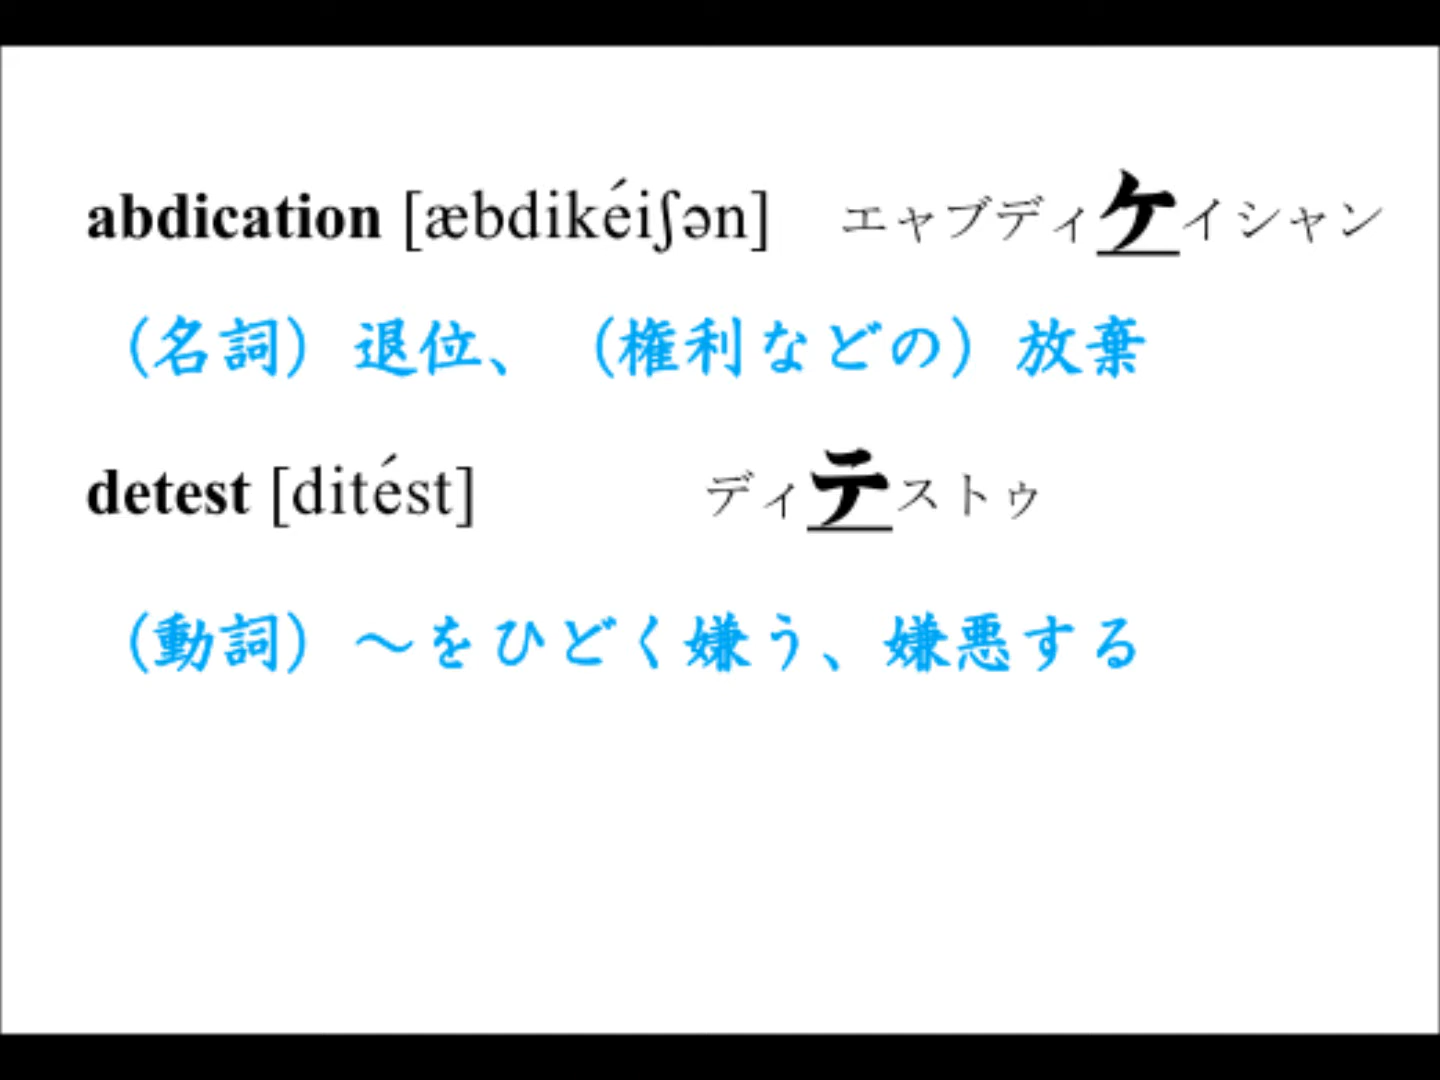 abdication [æbdikéiʃən] エャブディケイシャン
（名詞）退位、（権利などの）放棄
detest [ditést] ディテストゥ
（動詞）～をひどく嫌う、嫌悪する